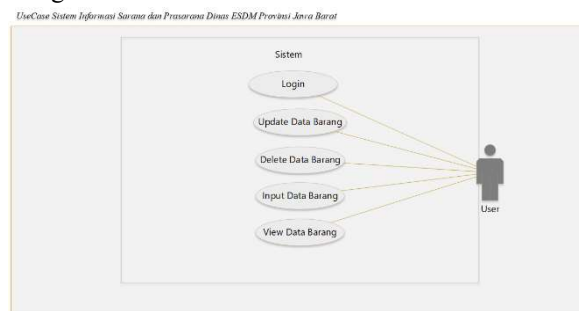 UseCase Sistem Informasi Sarana dan Prasarana Dinas ESDM Provinsi Jawa Barat
Sistem
Login
Update Data Barang
Delete Data Barang
Input Data Barang
User
View Data Barang